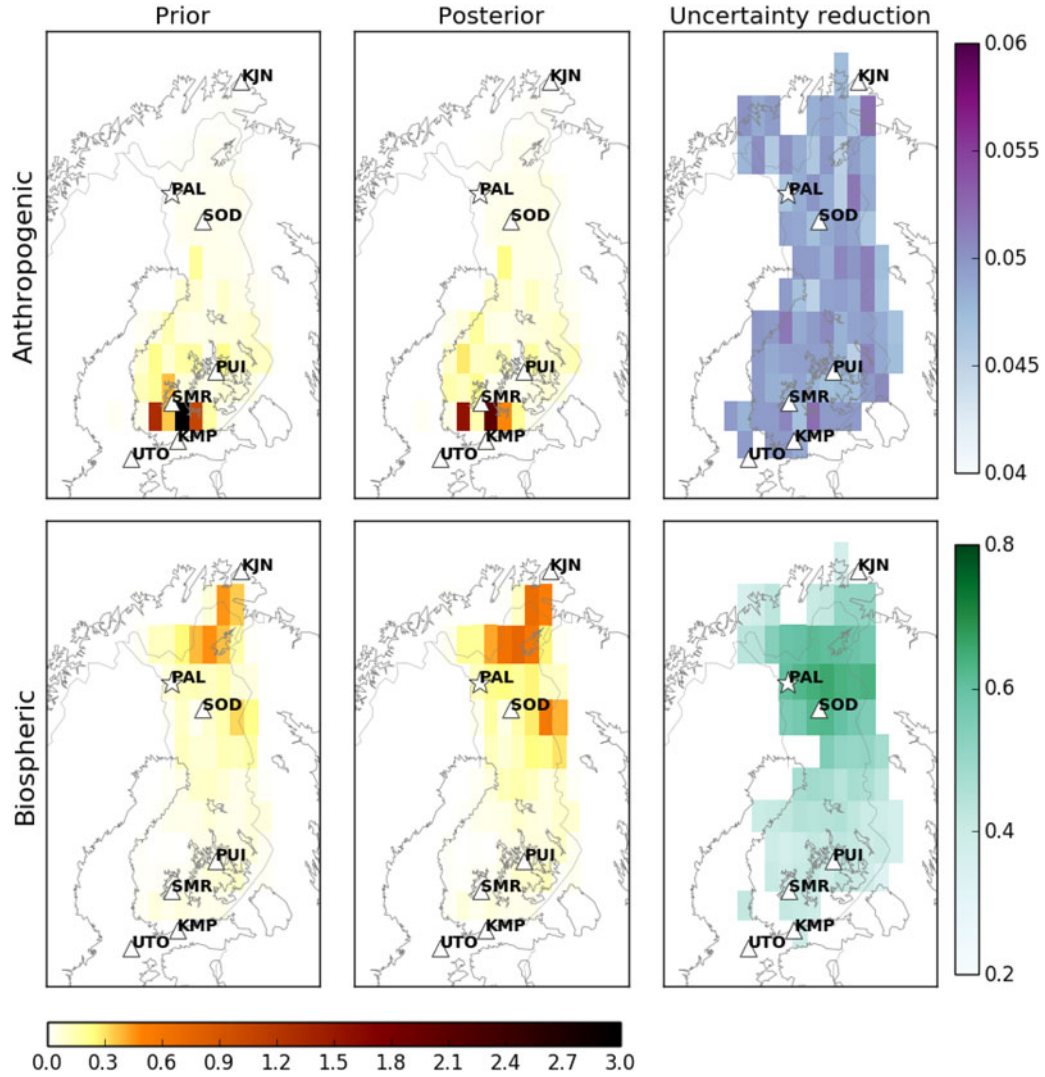 Prior Posterior Uncertainty reduction
Anthropogenic
KJN
PAL
SOD
PUI
SMR
KMP
UTO
KJN
PAL
SOD
PUI
SMR
KMP
UTO
KJN
PAL
SOD
PUI
SMR
KMP
UTO
0.06
0.055
0.05
0.045
0.04
Biospheric
KJN
PAL
SOD
PUI
SMR
KMP
UTO
KJN
PAL
SOD
PUI
SMR
KMP
UTO
KJN
PAL
SOD
PUI
SMR
KMP
UTO
0.8
0.6
0.4
0.2
0.0 0.3 0.6 0.9 1.2 1.5 1.8 2.1 2.4 2.7 3.0